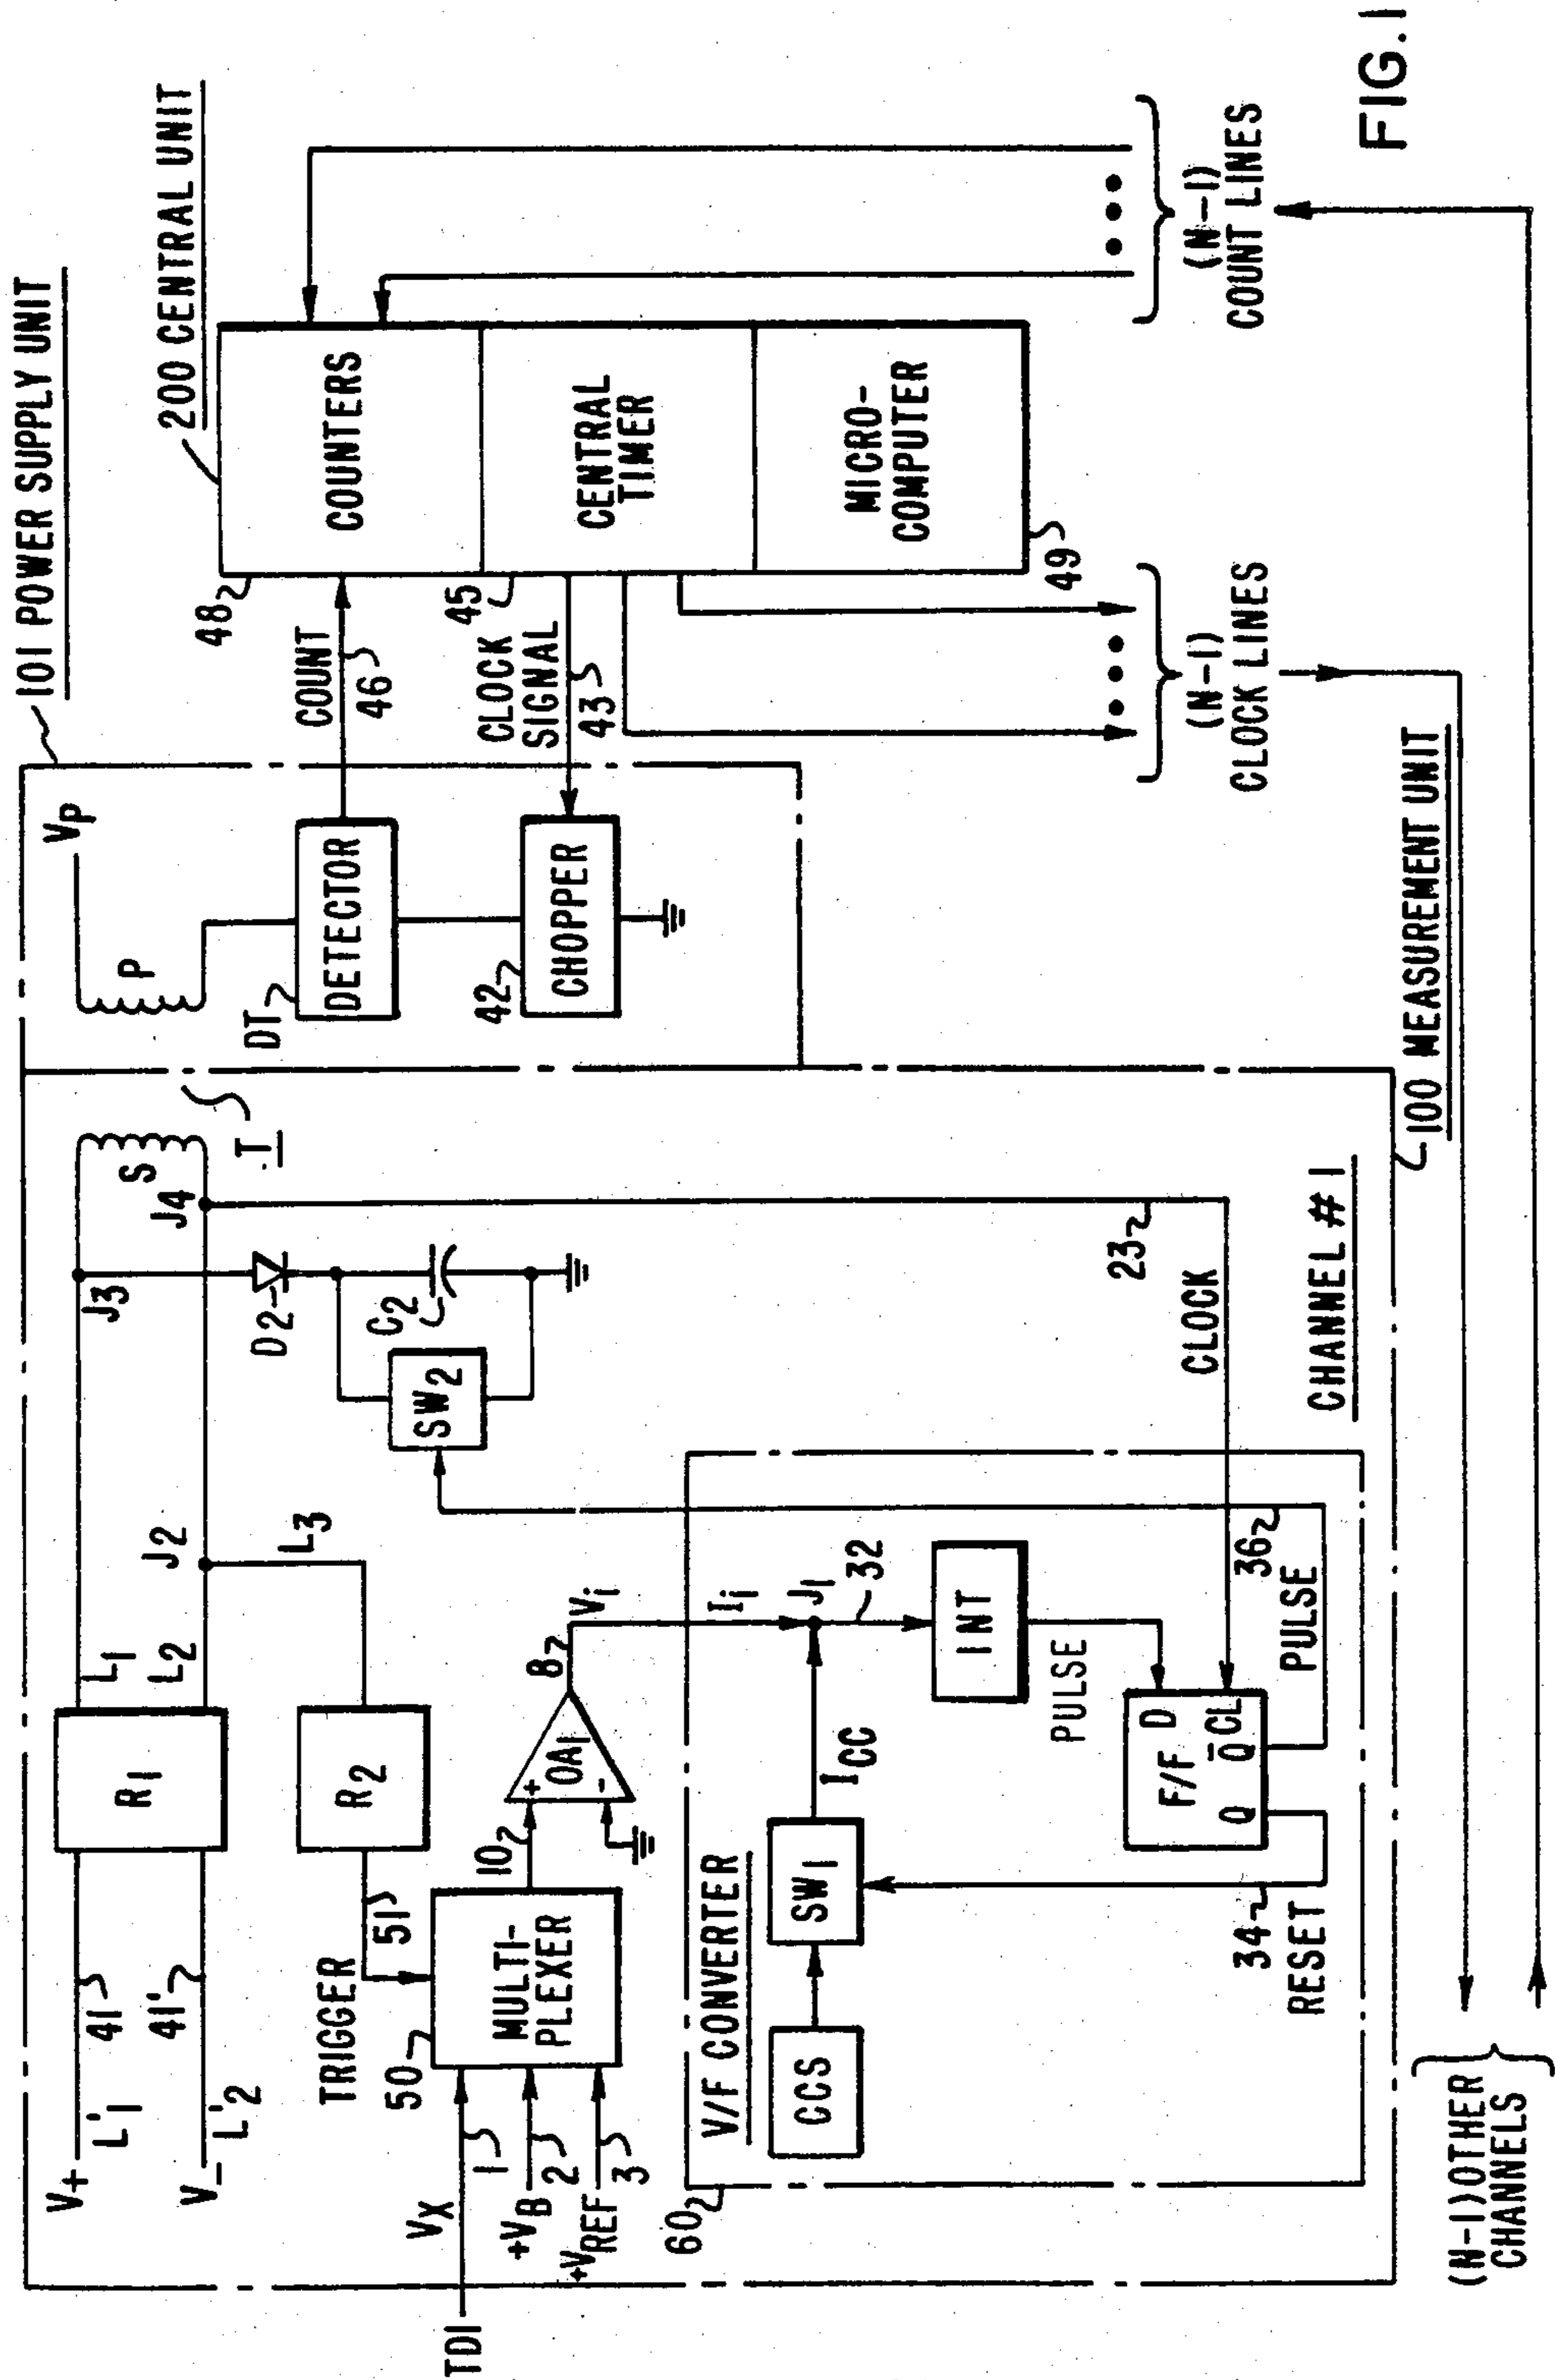 FIG.1
101 POWER SUPPLY UNIT
200 CENTRAL UNIT
VP
P
DT
DETECTOR
42
CHOPPER
COUNT
46
CLOCK
SIGNAL
43
48
COUNTERS
45
CENTRAL
TIMER
MICRO-
COMPUTER
49
(N-1)
CLOCK LINES
(N-1)
COUNT LINES
100 MEASUREMENT UNIT
T
S
J4
J3
D2
C2
SW2
23
CLOCK
CHANNEL #1
V+
L'1
41
R1
L1
V-
L'2
41'
L2
J2
L3
R2
TRIGGER
51
50
MULTI-
PLEXER
TDI
VX
1
+VB
2
+VREF
3
10
+
OA1
-
8
Vi
Ii
J1
32
60
V/F CONVERTER
CCS
SW1
ICC
INT
PULSE
F/F
D
CL
Q
Q̅
34
RESET
36
PULSE
(N-1) OTHER
CHANNELS